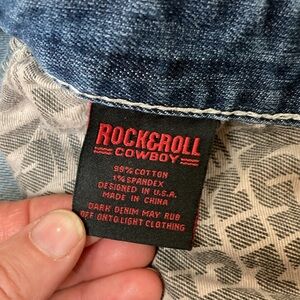 ROCK&ROLL
COWBOY
99% COTTON
1% SPANDEX
DESIGNED IN U.S.A.
MADE IN CHINA
DARK DENIM MAY RUB
OFF ONTO LIGHT CLOTHING